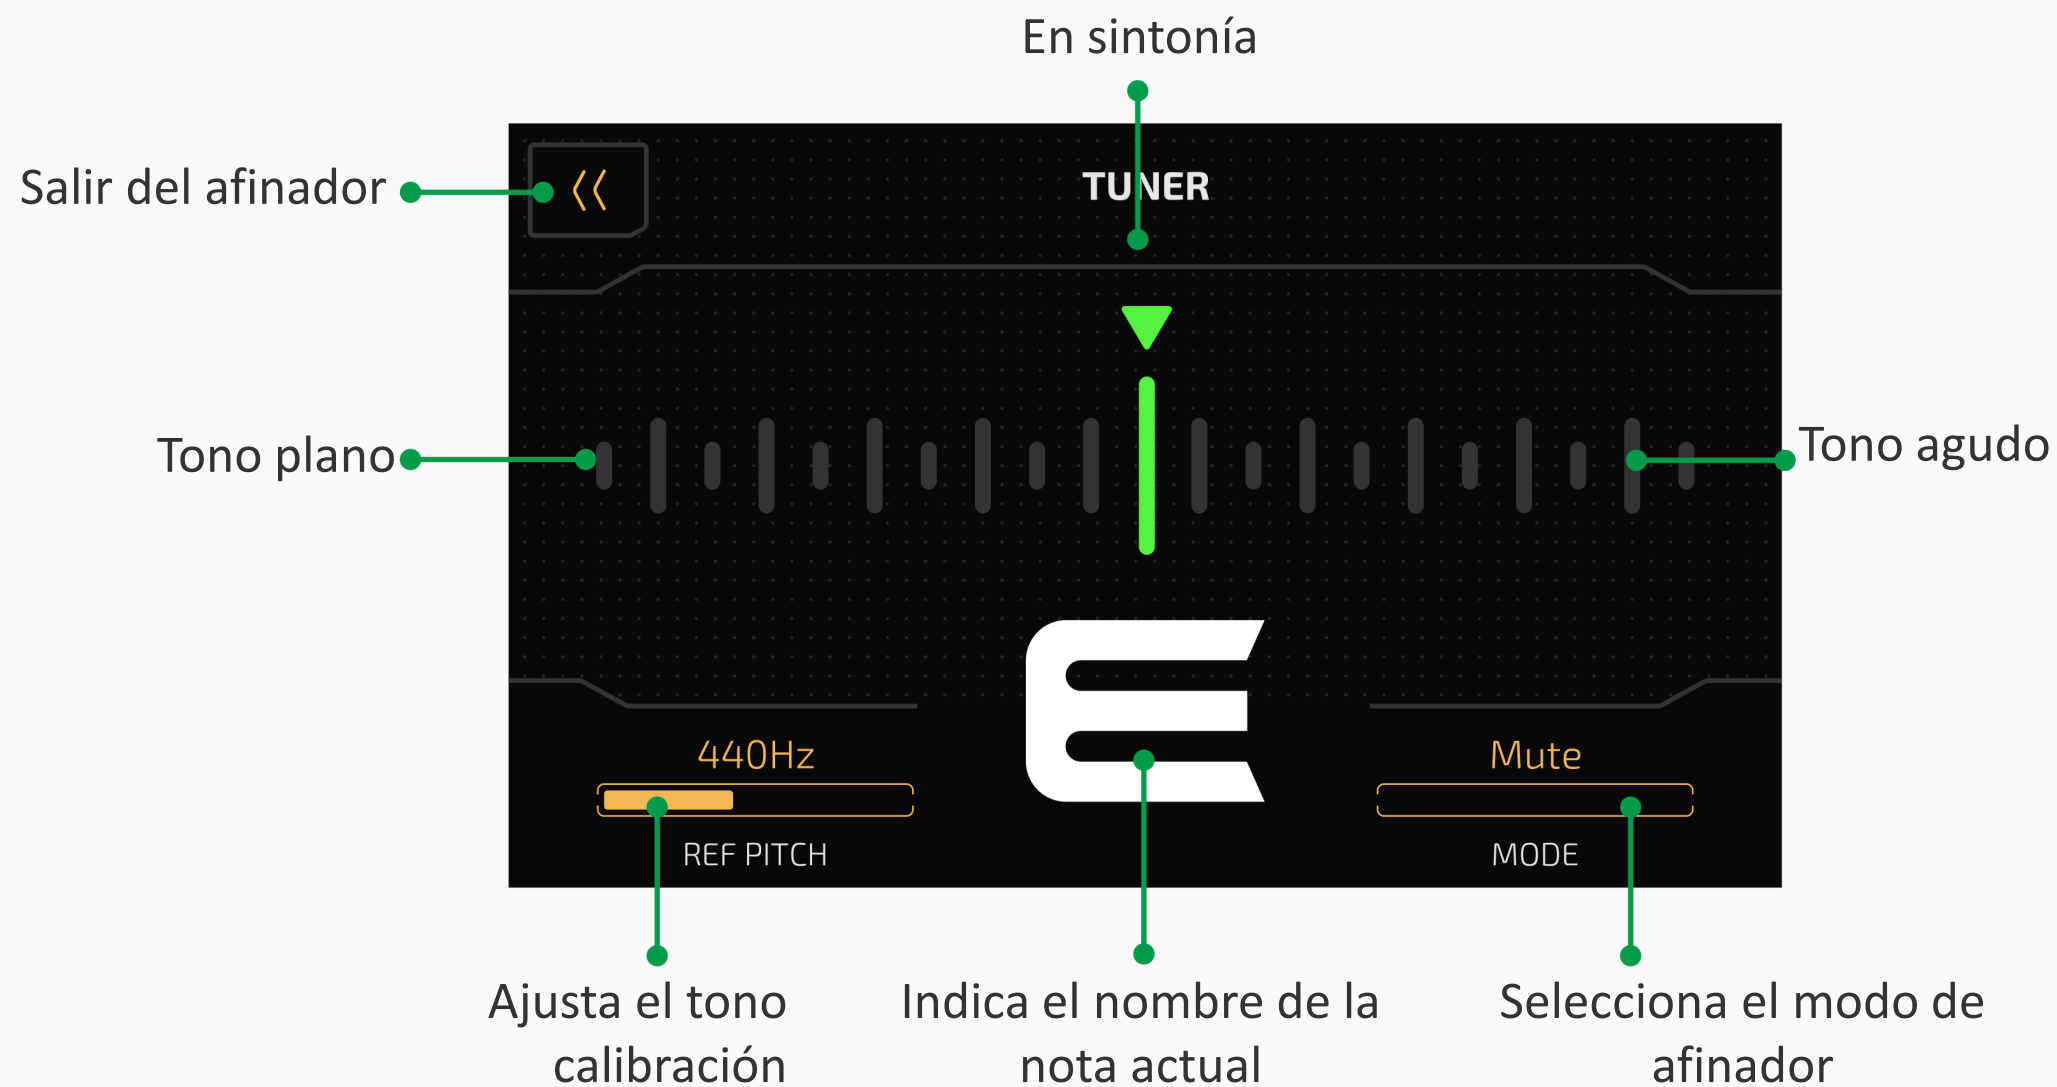 En sintonía
Salir del afinador
TUNER
Tono plano
Tono agudo
E
440Hz
Mute
REF PITCH
MODE
Ajusta el tono
calibración
Indica el nombre de la
nota actual
Selecciona el modo de
afinador